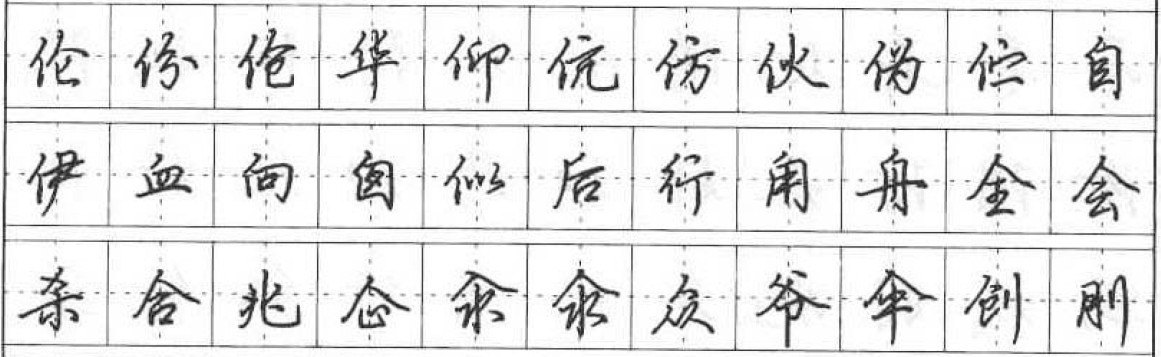 伦份伧华仰伉仿伙伪伫自
伊血向囟似后行甪舟全会
杀合兆企汆氽众爷伞创刖